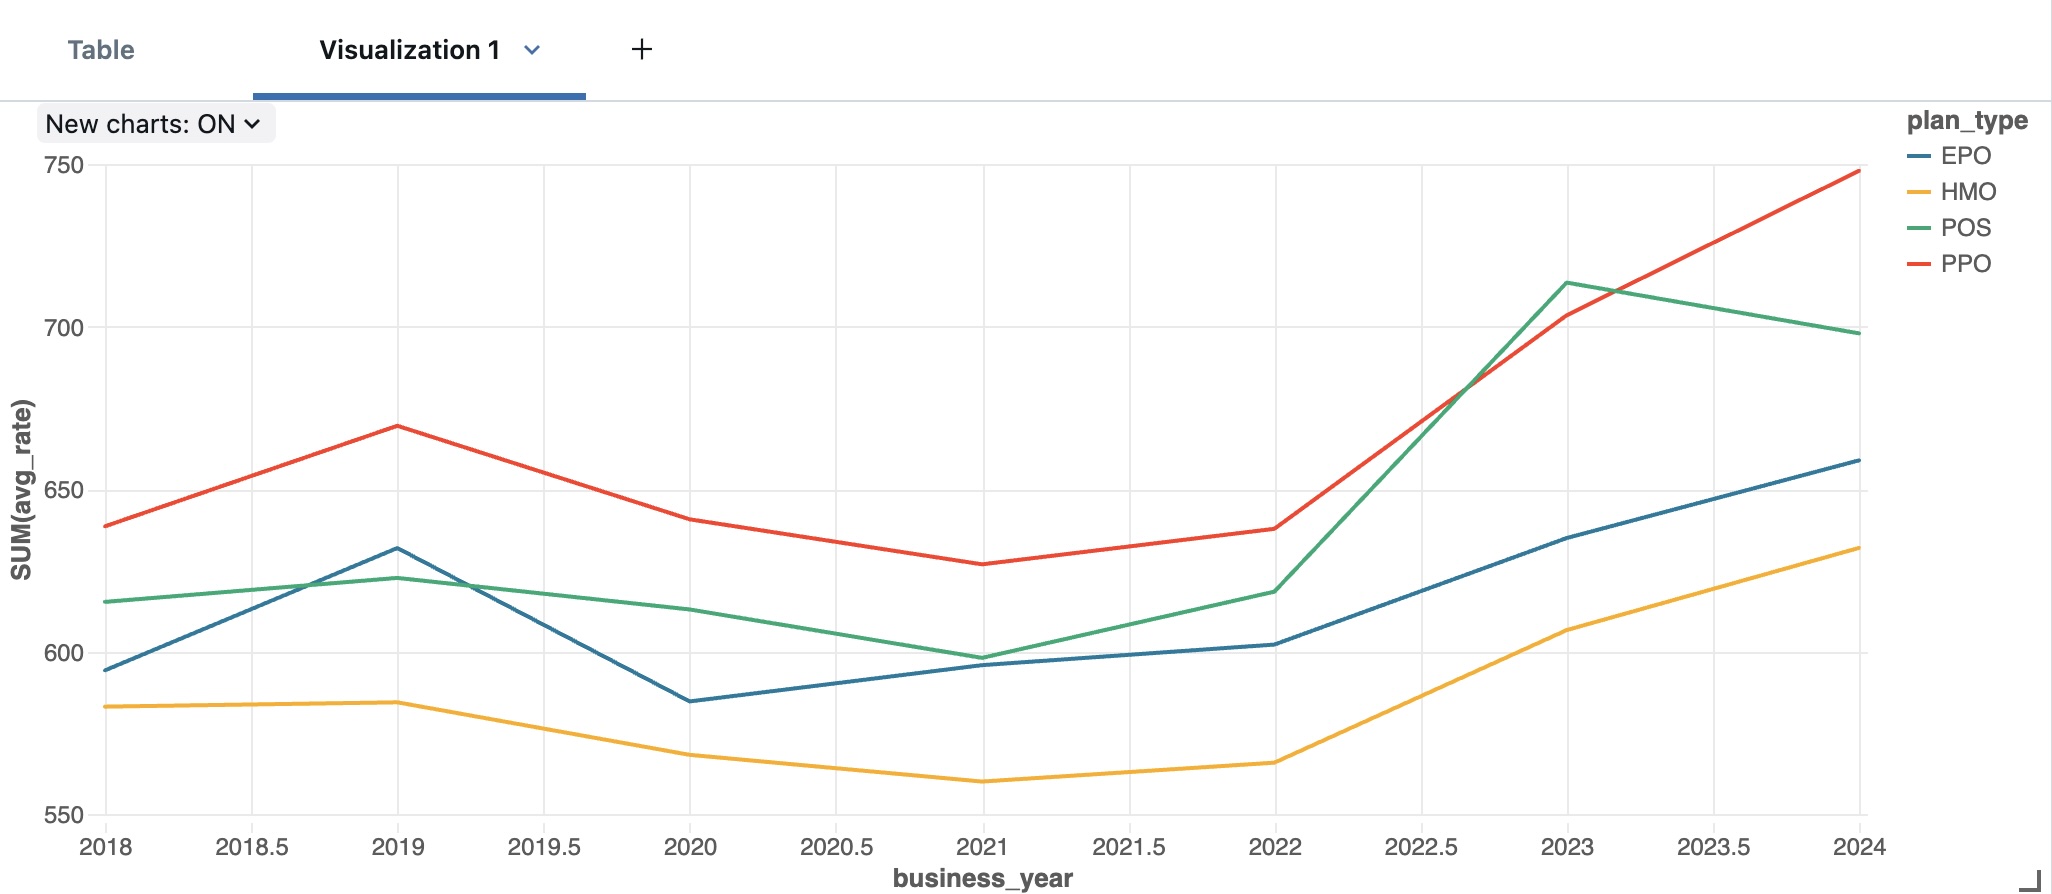 Table
Visualization 1
+
New charts: ON
plan_type
EPO
HMO
POS
PPO
750
700
650
600
550
SUM(avg_rate)
2018
2018.5
2019
2019.5
2020
2020.5
2021
2021.5
2022
2022.5
2023
2023.5
2024
business_year